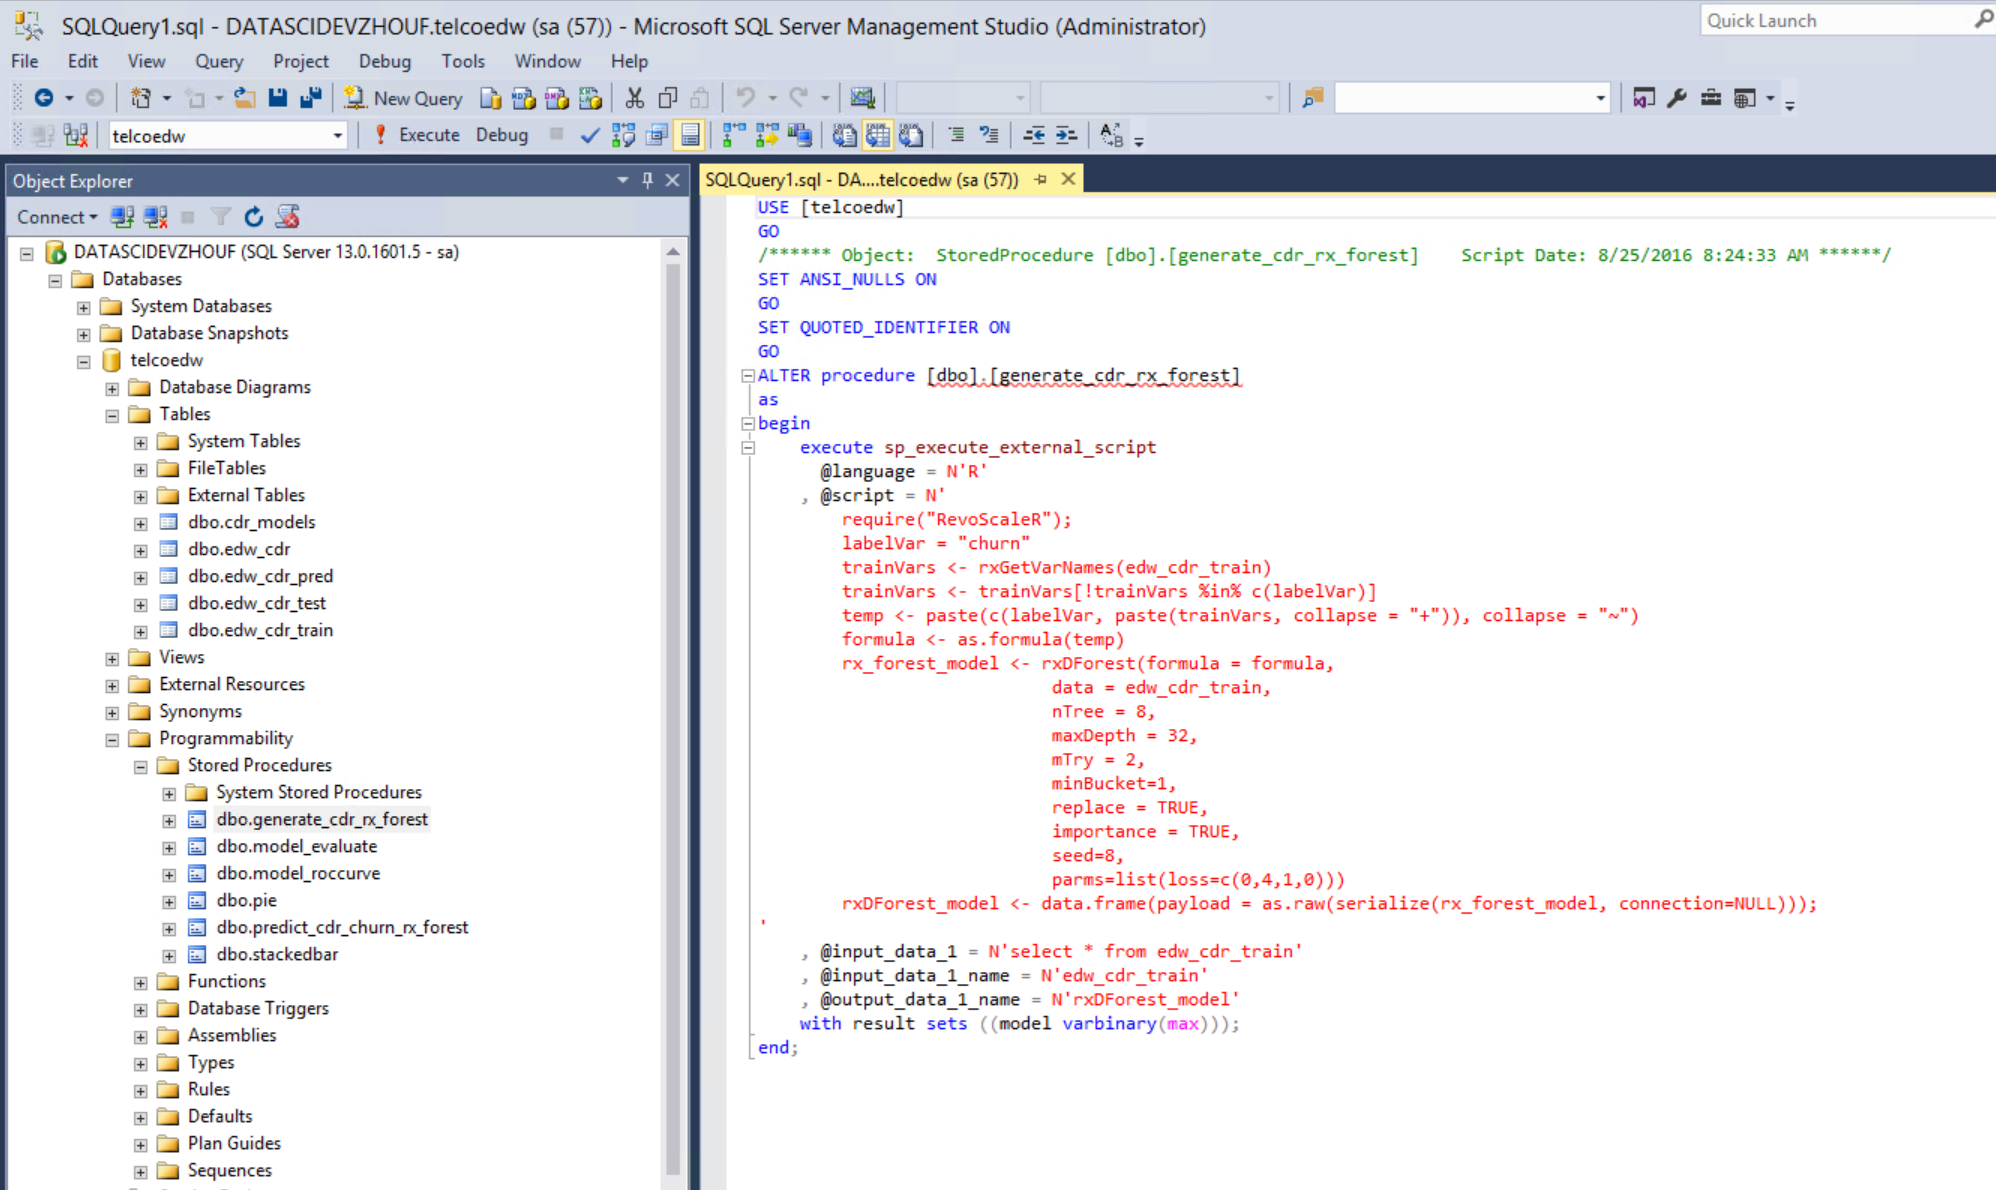 SQLQuery1.sql - DATASCIDEVZHOUF.telcoedw (sa (57)) - Microsoft SQL Server Management Studio (Administrator)
Quick Launch
File Edit View Query Project Debug Tools Window Help
New Query
telcoedw Execute Debug
Object Explorer
Connect
DATASCIDEVZHOUF (SQL Server 13.0.1601.5 - sa)
Databases
System Databases
Database Snapshots
telcoedw
Database Diagrams
Tables
System Tables
FileTables
External Tables
dbo.cdr_models
dbo.edw_cdr
dbo.edw_cdr_pred
dbo.edw_cdr_test
dbo.edw_cdr_train
Views
External Resources
Synonyms
Programmability
Stored Procedures
System Stored Procedures
dbo.generate_cdr_rx_forest
dbo.model_evaluate
dbo.model_roccurve
dbo.pie
dbo.predict_cdr_churn_rx_forest
dbo.stackedbar
Functions
Database Triggers
Assemblies
Types
Rules
Defaults
Plan Guides
Sequences
SQLQuery1.sql - DA....telcoedw (sa (57))
USE [telcoedw]
GO
/****** Object:  StoredProcedure [dbo].[generate_cdr_rx_forest]    Script Date: 8/25/2016 8:24:33 AM ******/
SET ANSI_NULLS ON
GO
SET QUOTED_IDENTIFIER ON
GO
ALTER procedure [dbo].[generate_cdr_rx_forest]
as
begin
execute sp_execute_external_script
@language = N'R'
, @script = N'
require("RevoScaleR");
labelVar = "churn"
trainVars <- rxGetVarNames(edw_cdr_train)
trainVars <- trainVars[!trainVars %in% c(labelVar)]
temp <- paste(c(labelVar, paste(trainVars, collapse = "+")), collapse = "~")
formula <- as.formula(temp)
rx_forest_model <- rxDForest(formula = formula,
data = edw_cdr_train,
nTree = 8,
maxDepth = 32,
mTry = 2,
minBucket=1,
replace = TRUE,
importance = TRUE,
seed=8,
parms=list(loss=c(0,4,1,0)))
rxDForest_model <- data.frame(payload = as.raw(serialize(rx_forest_model, connection=NULL)));
'
, @input_data_1 = N'select * from edw_cdr_train'
, @input_data_1_name = N'edw_cdr_train'
, @output_data_1_name = N'rxDForest_model'
with result sets ((model varbinary(max)));
end;